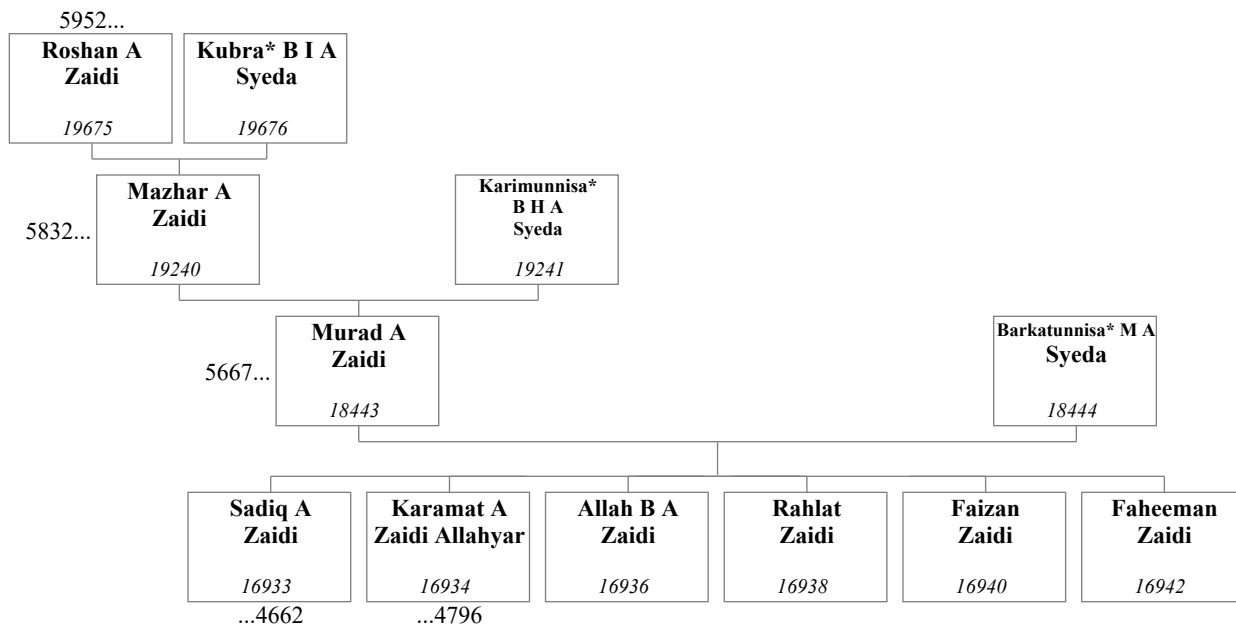 5952...
Roshan A
Zaidi
19675
Kubra* B I A
Syeda
19676
5832...
Mazhar A
Zaidi
19240
Karimunnisa*
B H A
Syeda
19241
5667...
Murad A
Zaidi
18443
Barkatunnisa* M A
Syeda
18444
Sadiq A
Zaidi
16933
...4662
Karamat A
Zaidi Allahyar
16934
...4796
Allah B A
Zaidi
16936
Rahlat
Zaidi
16938
Faizan
Zaidi
16940
Faheeman
Zaidi
16942